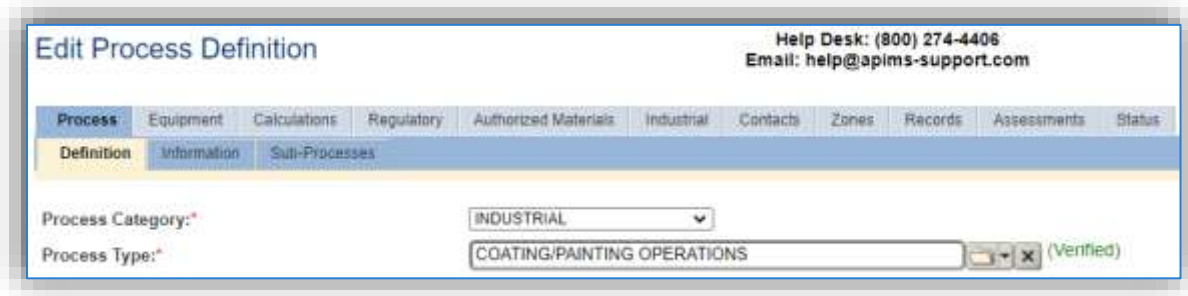 Edit Process Definition
Help Desk: (800) 274-4406
Email: help@apims-support.com
Process Equipment Calculations Regulatory Authorized Materials Industrial Contacts Zones Records Assessments Status
Definition Information Sub-Processes
Process Category:* INDUSTRIAL
Process Type:* COATING/PAINTING OPERATIONS (Verified)